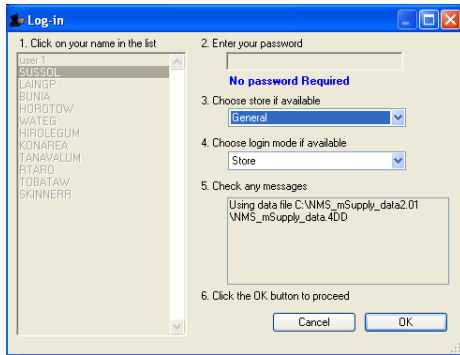 Log-in
1. Click on your name in the list
user 1
SUSSOL
LAINGP
BUNIA
HOROTOW
WATEG
HIROLEGUM
KONAREA
TANAVALUM
RTARO
TOBATAW
SKINNERR
2. Enter your password
No password Required
3. Choose store if available
General
4. Choose login mode if available
Store
5. Check any messages
Using data file C:\NMS_mSupply_data2.01
\NMS_mSupply_data.4DD
6. Click the OK button to proceed
Cancel
OK